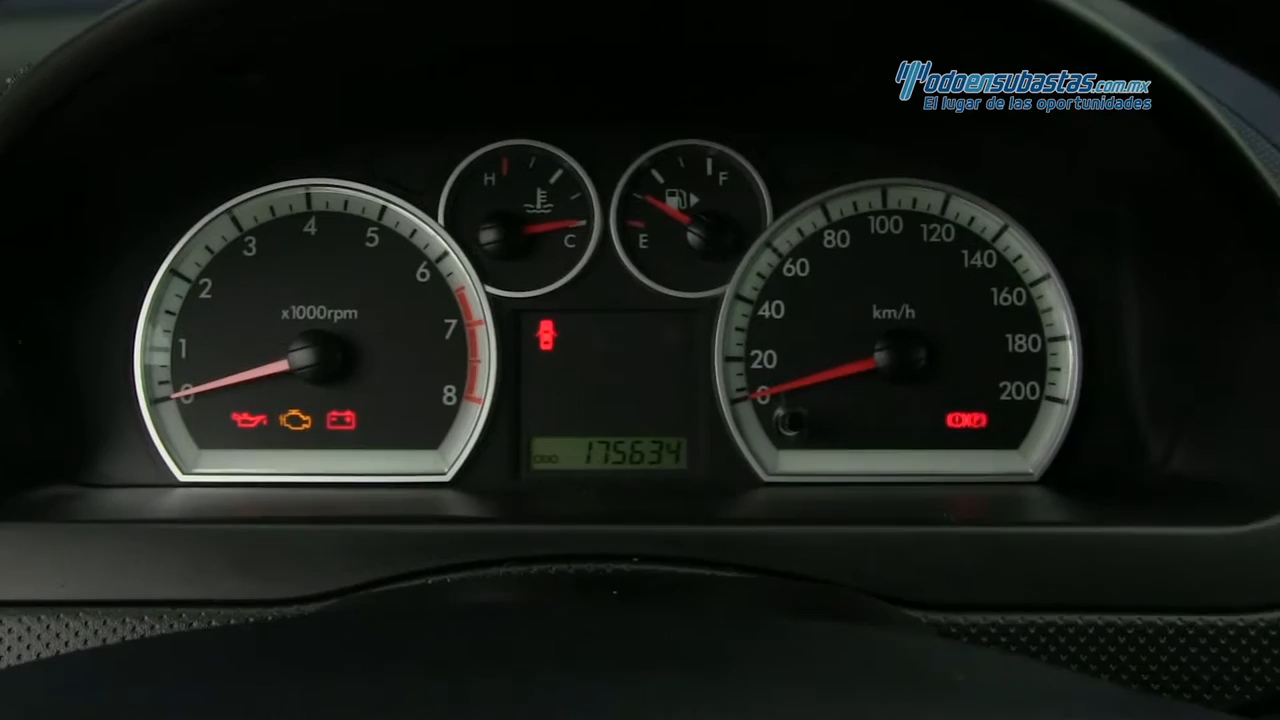 Todoensubastas.com.mx
El lugar de las oportunidades
H
C
F
E
0
1
2
3
4
5
6
7
8
x1000rpm
0
20
40
60
80
100
120
140
160
180
200
km/h
ODO 175634